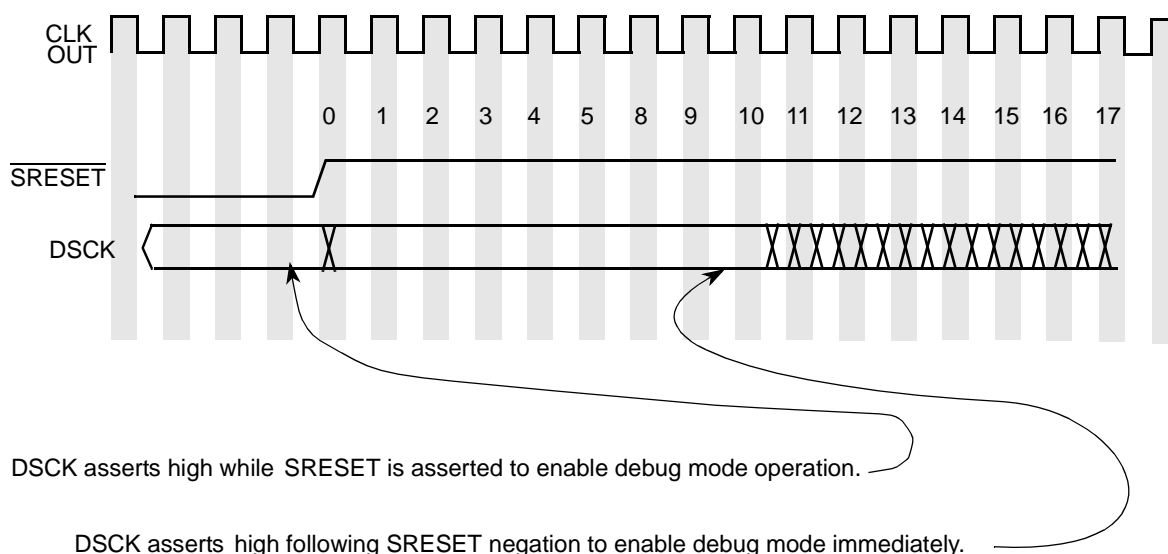 CLK
OUT
0 1 2 3 4 5 8 9 10 11 12 13 14 15 16 17
SRESET
DSCK
DSCK asserts high while SRESET is asserted to enable debug mode operation.
DSCK asserts high following SRESET negation to enable debug mode immediately.